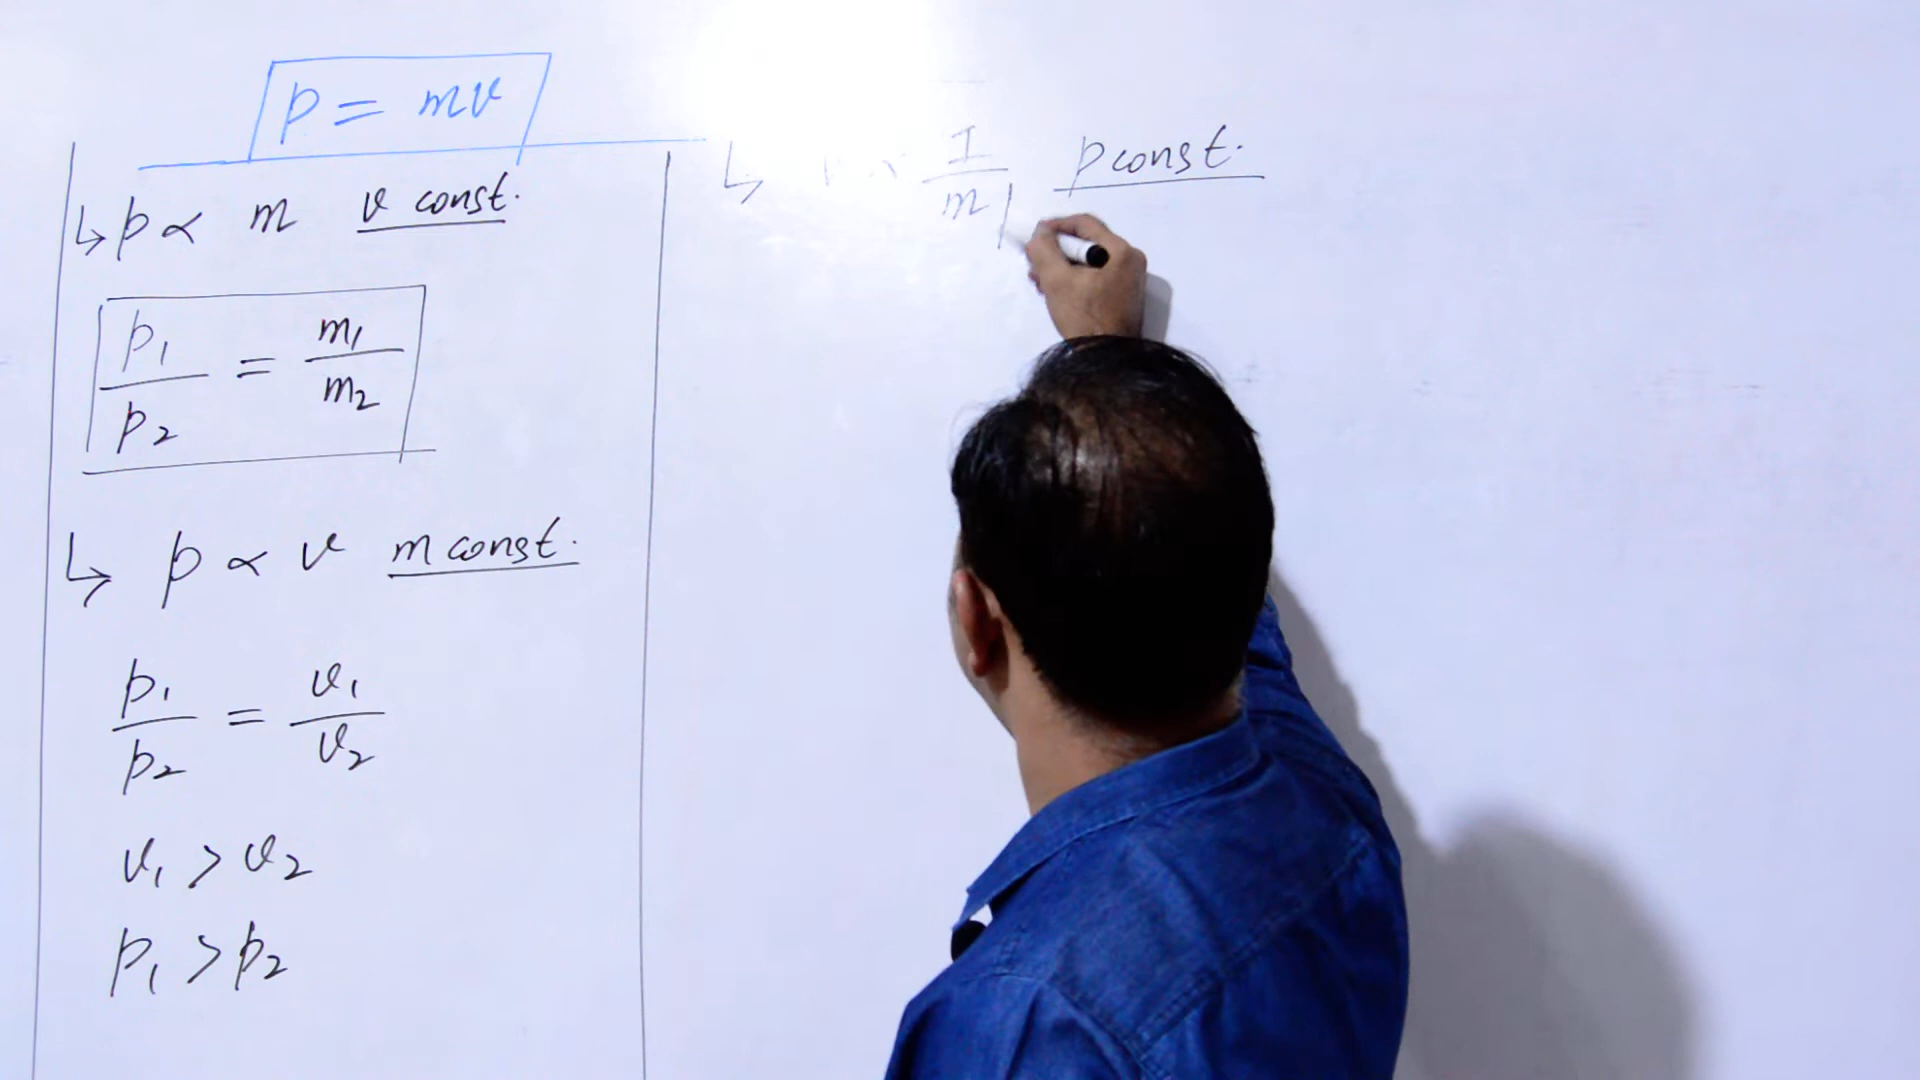 p = mv
↳ p ∝ m v const.
p₁/p₂ = m₁/m₂
↳ p ∝ v m const.
p₁/p₂ = v₁/v₂
v₁ > v₂
p₁ > p₂
↳ 1/m p const.